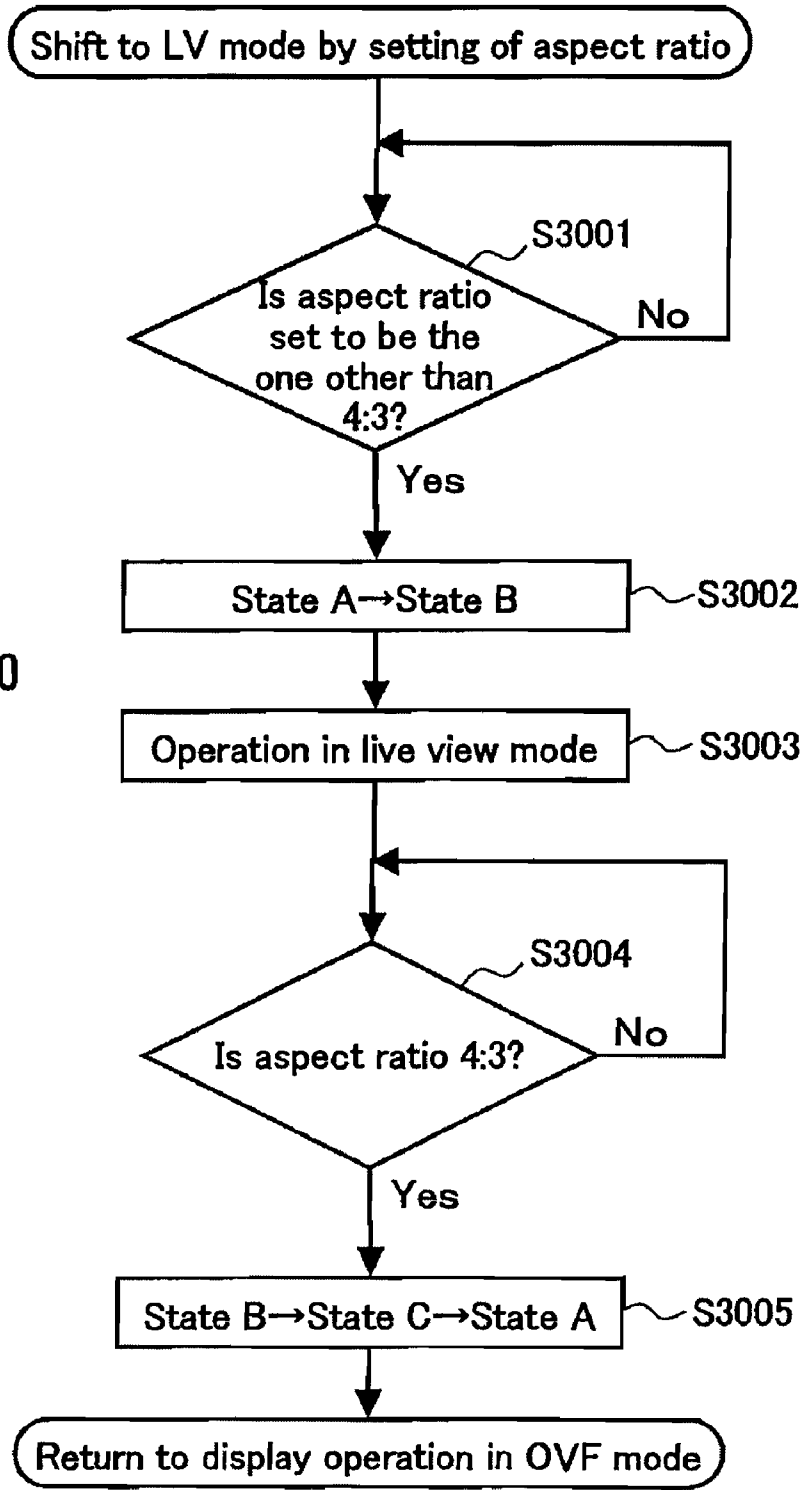 Shift to LV mode by setting of aspect ratio
S3001
Is aspect ratio
set to be the
one other than
4:3?
No
Yes
State A→State B
S3002
0
Operation in live view mode
S3003
S3004
Is aspect ratio 4:3?
No
Yes
State B→State C→State A
S3005
Return to display operation in OVF mode